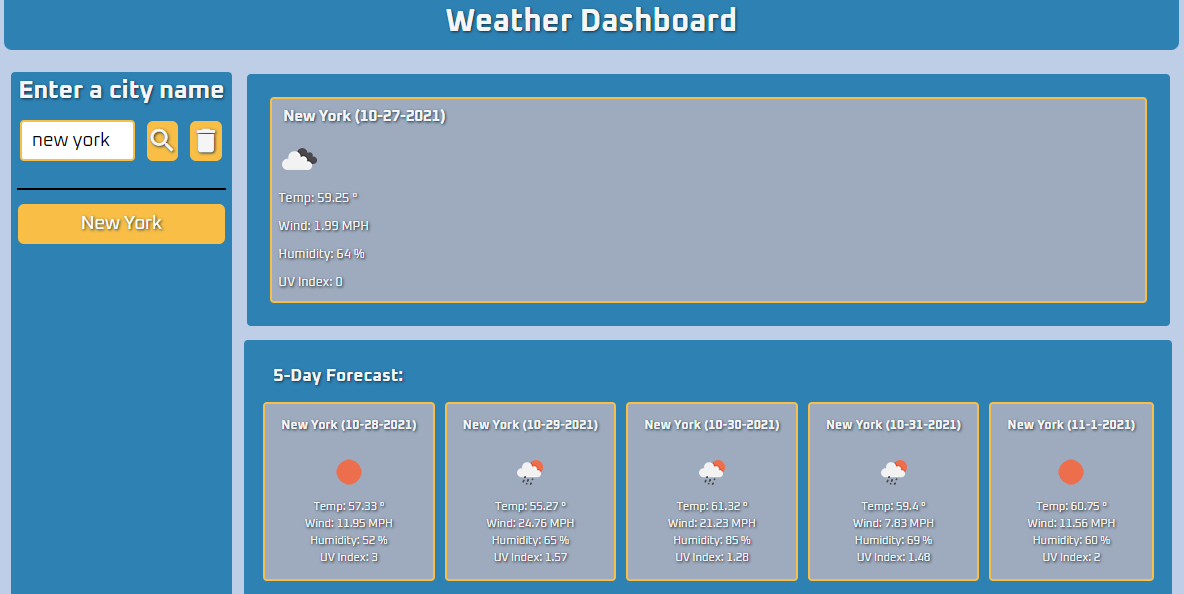 Weather Dashboard
Enter a city name
new york
New York
New York (10-27-2021)
Temp: 59.25 °
Wind: 1.99 MPH
Humidity: 64 %
UV Index: 0
5-Day Forecast:
New York (10-28-2021)
Temp: 57.33 °
Wind: 11.95 MPH
Humidity: 52 %
UV Index: 3
New York (10-29-2021)
Temp: 55.27 °
Wind: 24.76 MPH
Humidity: 65 %
UV Index: 1.57
New York (10-30-2021)
Temp: 61.32 °
Wind: 21.23 MPH
Humidity: 85 %
UV Index: 1.28
New York (10-31-2021)
Temp: 59.4 °
Wind: 7.83 MPH
Humidity: 69 %
UV Index: 1.48
New York (11-1-2021)
Temp: 60.75 °
Wind: 11.56 MPH
Humidity: 60 %
UV Index: 2